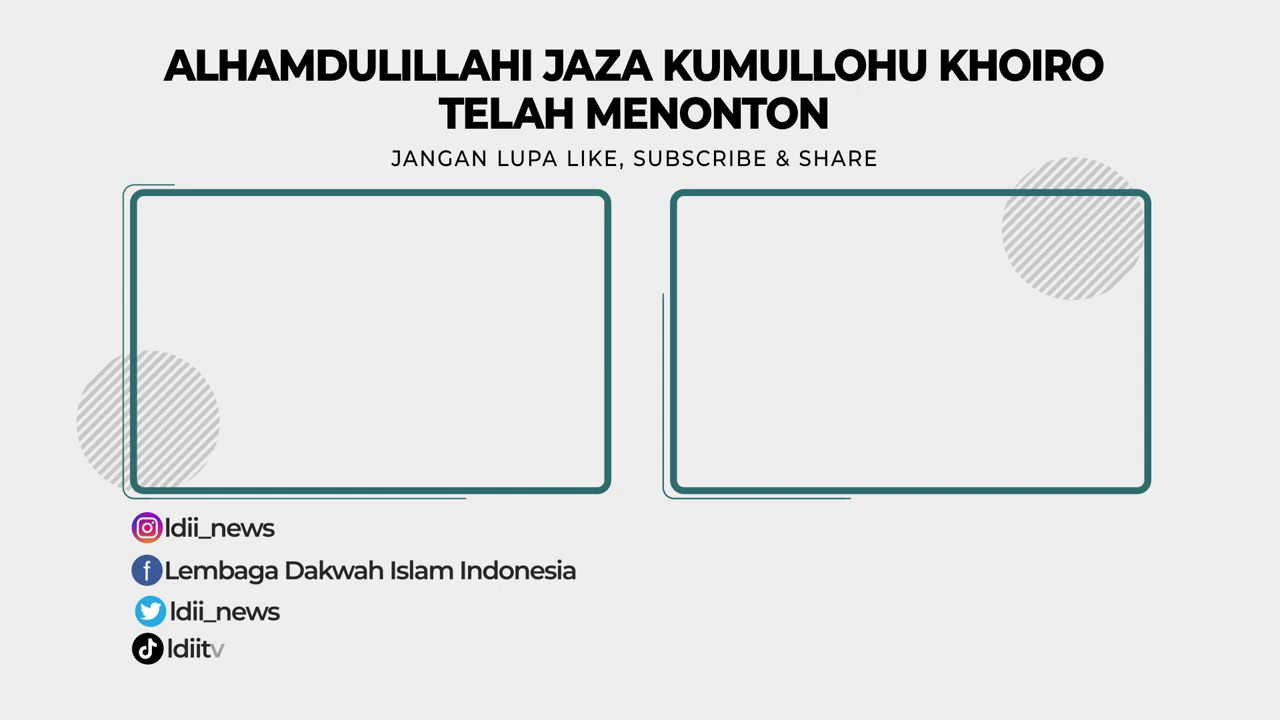 ALHAMDULILLAHI JAZA KUMULLOHU KHOIRO
TELAH MENONTON
JANGAN LUPA LIKE, SUBSCRIBE & SHARE
ldii_news
Lembaga Dakwah Islam Indonesia
ldii_news
ldiitv